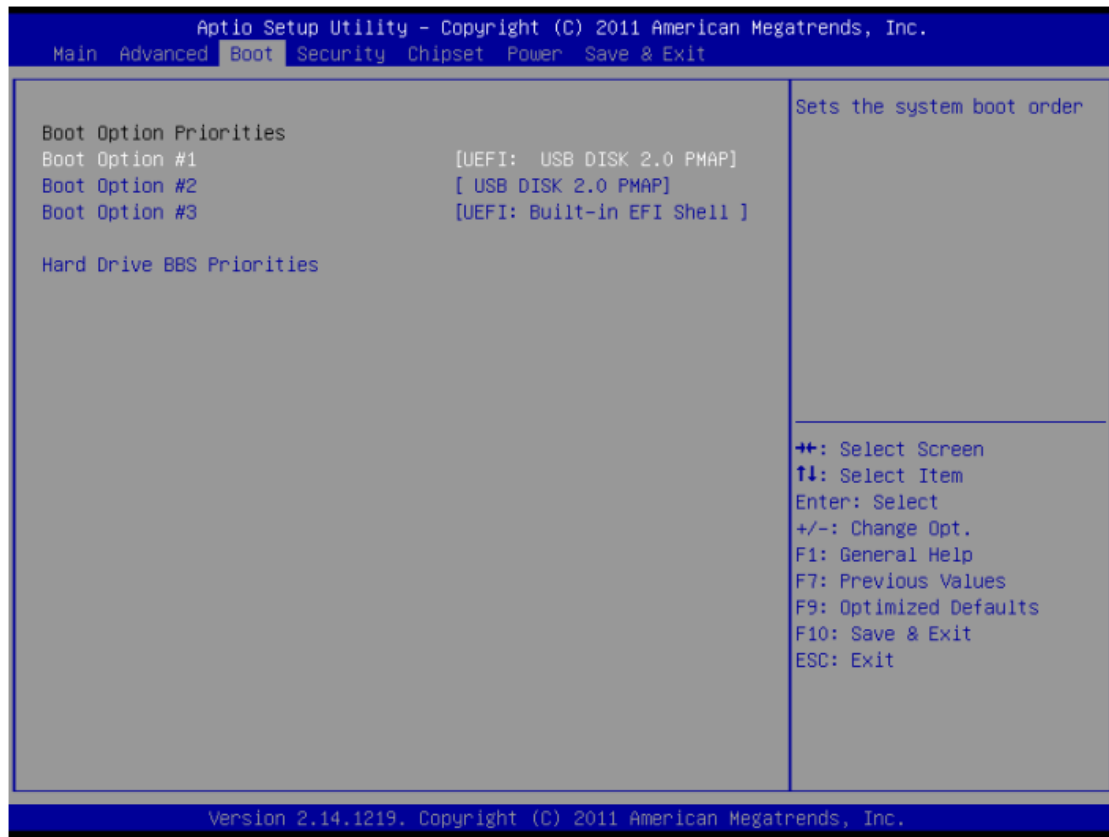 Aptio Setup Utility – Copyright (C) 2011 American Megatrends, Inc.
Main Advanced Boot Security Chipset Power Save & Exit
Boot Option Priorities
Boot Option #1 [UEFI: USB DISK 2.0 PMAP]
Boot Option #2 [ USB DISK 2.0 PMAP]
Boot Option #3 [UEFI: Built-in EFI Shell ]
Hard Drive BBS Priorities
Sets the system boot order
→←: Select Screen
↑↓: Select Item
Enter: Select
+/-: Change Opt.
F1: General Help
F7: Previous Values
F9: Optimized Defaults
F10: Save & Exit
ESC: Exit
Version 2.14.1219. Copyright (C) 2011 American Megatrends, Inc.